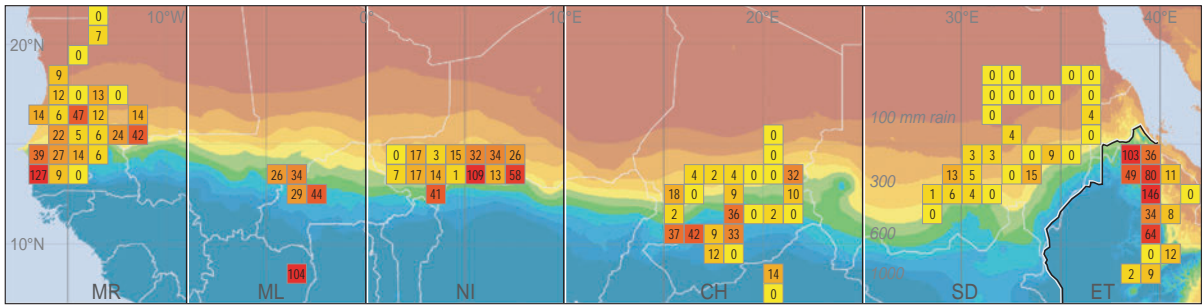 0 10°W 0° 10°E 20°E 30°E 40°E
7
20°N 0
9 0 0 0 0
12 0 13 0 0 0 0 0 0
14 6 47 12 14 100 mm rain 0 4
22 5 6 24 42 0 4 0
39 27 14 6 0 17 3 15 32 34 26 0 3 3 0 9 0 103 36
127 9 0 26 34 7 17 14 1 109 13 58 4 2 4 0 0 32 300 13 5 0 15 49 80 11
29 44 41 18 0 9 10 1 6 4 0 146 0
2 36 0 2 0 0 34 8
37 42 9 33 600 64
10°N 12 0 0 12
104 14 1000 2 9
MR ML NI CH 0 SD ET